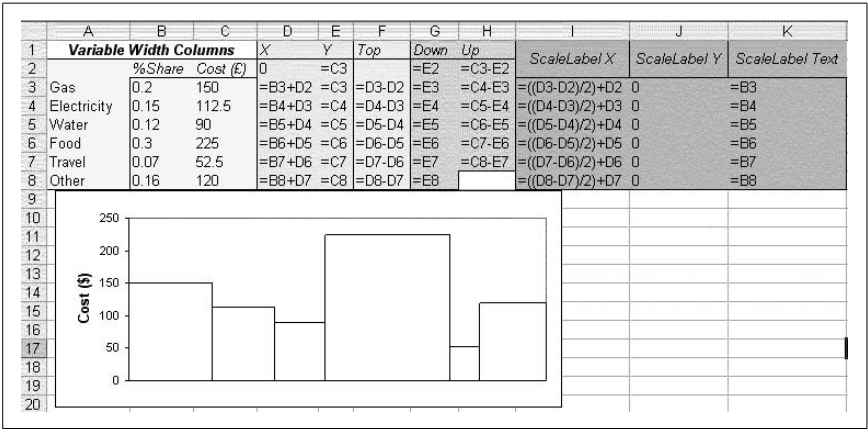 A B C D E F G H I J K
1 Variable Width Columns X Y Top Down Up ScaleLabel X ScaleLabel Y ScaleLabel Text
2 %Share Cost (£) 0 =C3 =E2 =C3-E2
3 Gas 0.2 150 =B3+D2 =C3 =D3-D2 =E3 =C4-E3 =((D3-D2)/2)+D2 0 =B3
4 Electricity 0.15 112.5 =B4+D3 =C4 =D4-D3 =E4 =C5-E4 =((D4-D3)/2)+D3 0 =B4
5 Water 0.12 90 =B5+D4 =C5 =D5-D4 =E5 =C6-E5 =((D5-D4)/2)+D4 0 =B5
6 Food 0.3 225 =B6+D5 =C6 =D6-D5 =E6 =C7-E6 =((D6-D5)/2)+D5 0 =B6
7 Travel 0.07 52.5 =B7+D6 =C7 =D7-D6 =E7 =C8-E7 =((D7-D6)/2)+D6 0 =B7
8 Other 0.16 120 =B8+D7 =C8 =D8-D7 =E8 =((D8-D7)/2)+D7 0 =B8
9
10
11
12
13
14
15
16
17
18
19
20
250
200
150
100
50
0
Cost ($)